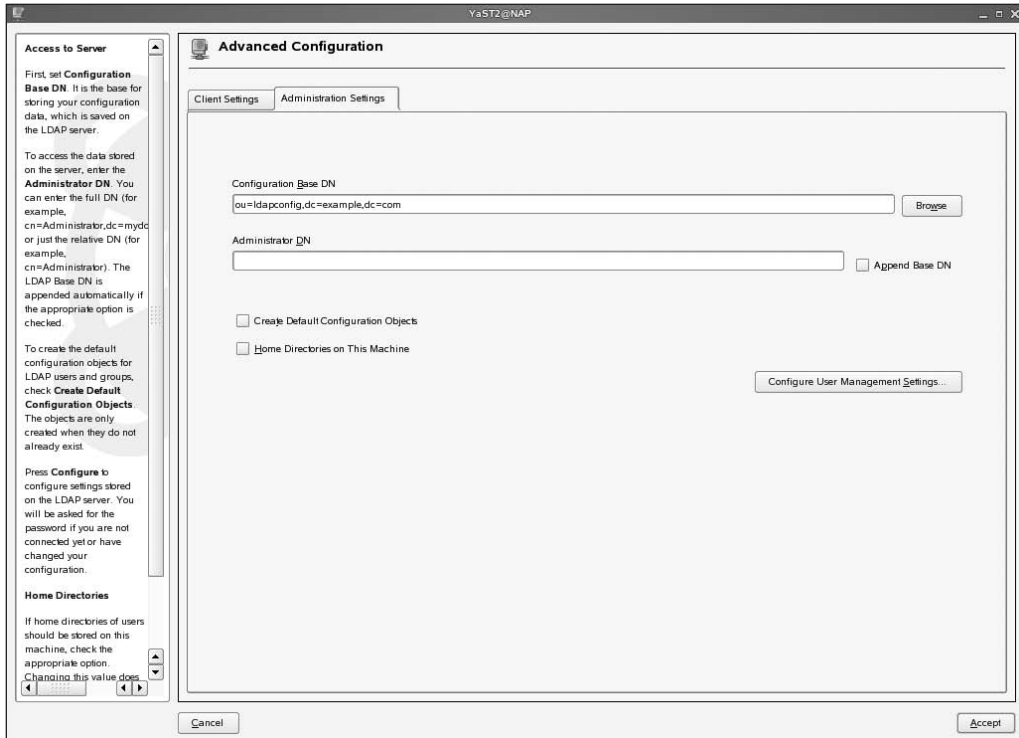 YaST2@NAP
Access to Server
First, set Configuration
Base DN. It is the base for
storing your configuration
data, which is saved on
the LDAP server.
To access the data stored
on the server, enter the
Administrator DN. You
can enter the full DN (for
example,
cn=Administrator,dc=mydo
or just the relative DN (for
example,
cn=Administrator). The
LDAP Base DN is
appended automatically if
the appropriate option is
checked.
To create the default
configuration objects for
LDAP users and groups,
check Create Default
Configuration Objects.
The objects are only
created when they do not
already exist.
Press Configure to
configure settings stored
on the LDAP server. You
will be asked for the
password if you are not
connected yet or have
changed your
configuration.
Home Directories
If home directories of users
should be stored on this
machine, check the
appropriate option.
Changing this value does
Advanced Configuration
Client Settings
Administration Settings
Configuration Base DN
ou=ldapconfig,dc=example,dc=com
Browse
Administrator DN
Append Base DN
Create Default Configuration Objects
Home Directories on This Machine
Configure User Management Settings...
Cancel
Accept